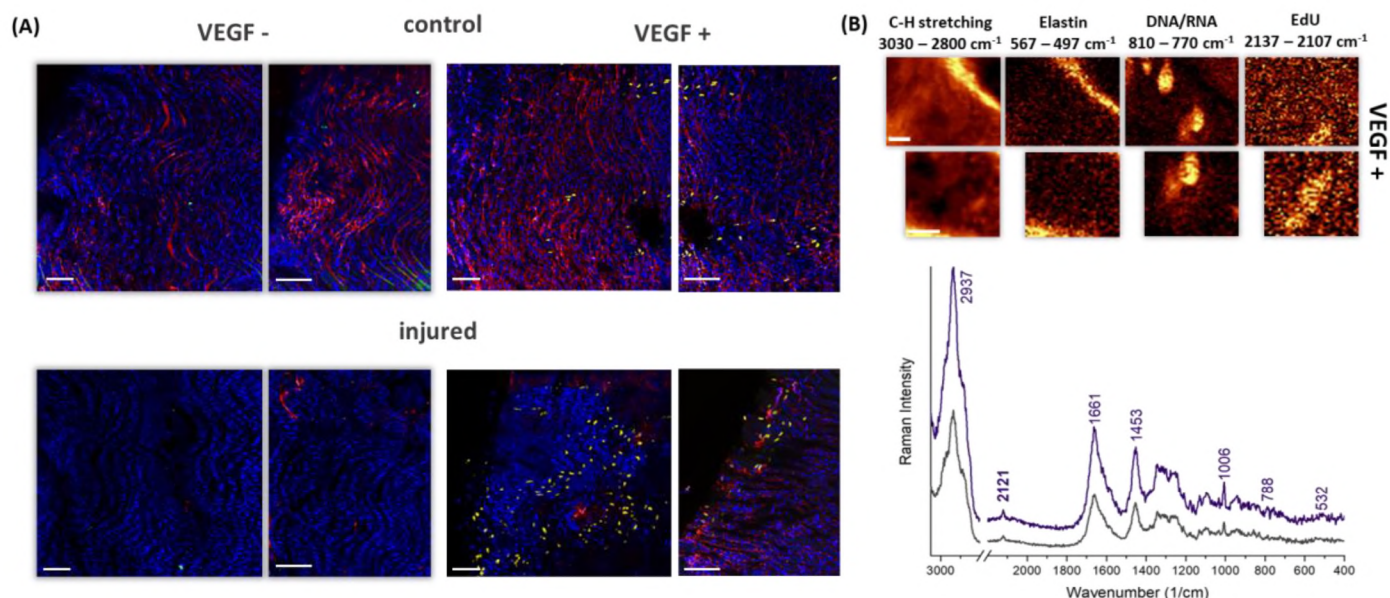 (A)
VEGF -
control
VEGF +
injured
(B)
C-H stretching
3030 – 2800 cm-1
Elastin
567 – 497 cm-1
DNA/RNA
810 – 770 cm-1
EdU
2137 – 2107 cm-1
VEGF +
2937
2121
1661
1453
1006
788
532
Raman Intensity
3000
2000
1800
1600
1400
1200
1000
800
600
400
Wavenumber (1/cm)